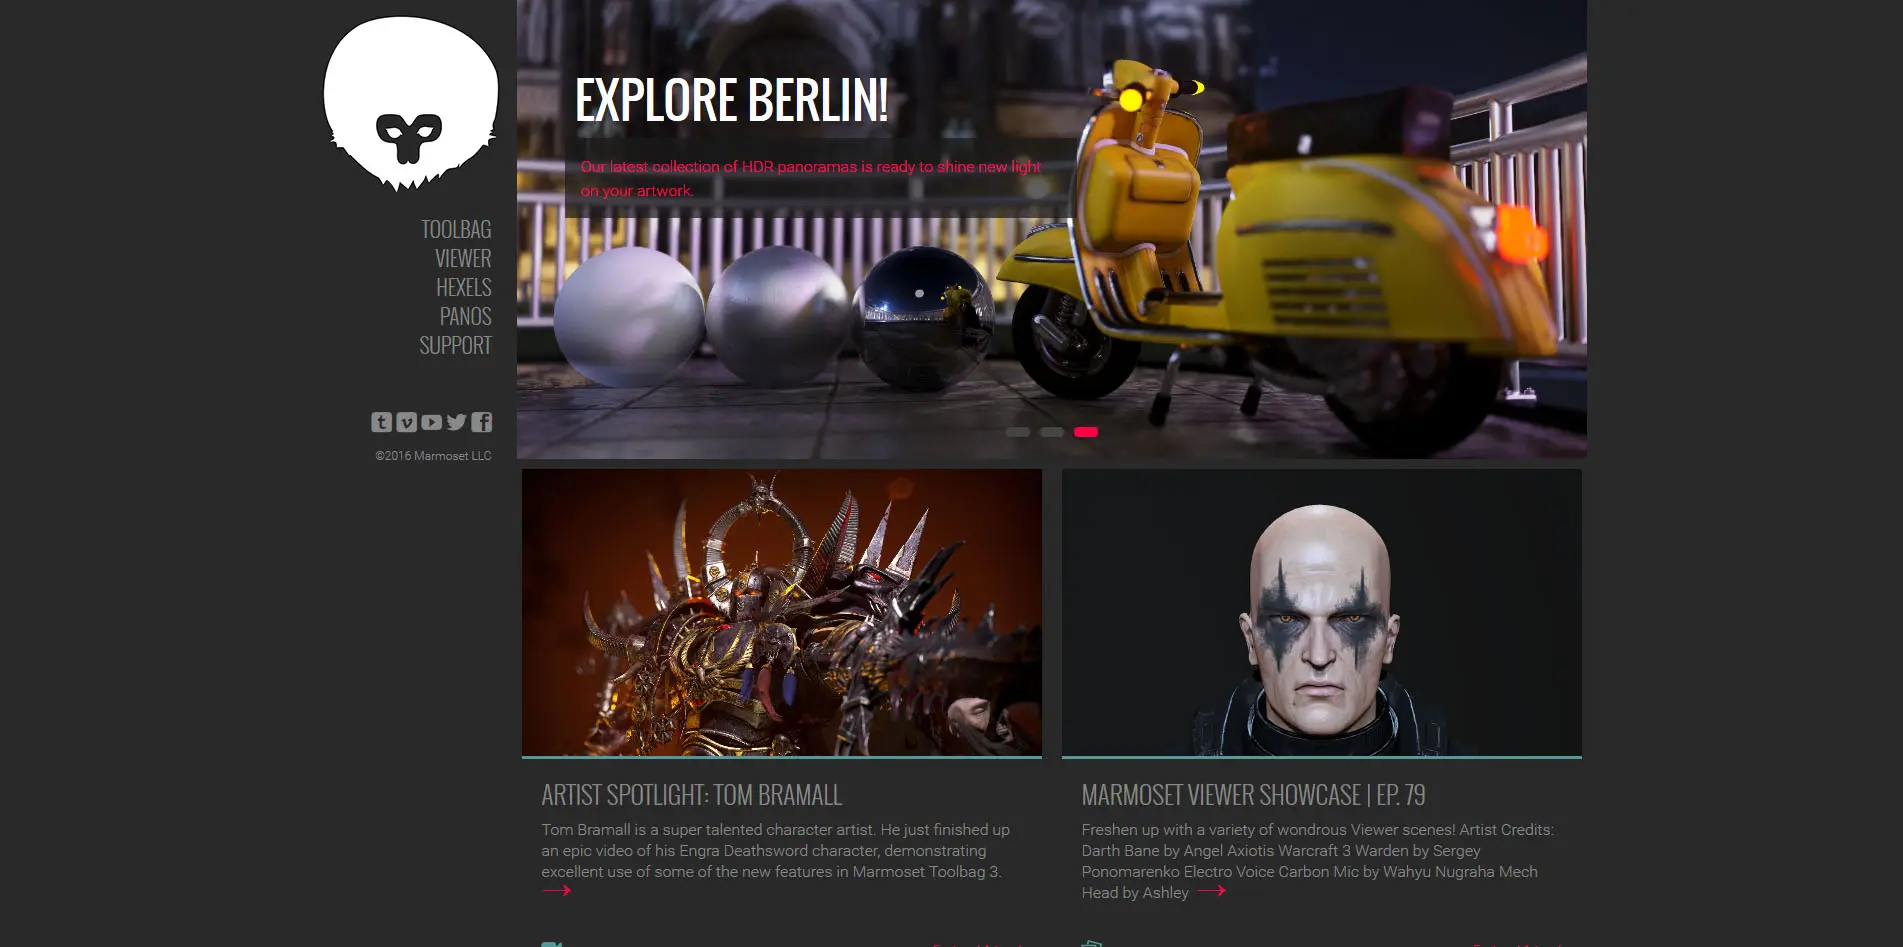 EXPLORE BERLIN!
Our latest collection of HDR panoramas is ready to shine new light
on your artwork.
TOOLBAG
VIEWER
HEXELS
PANOS
SUPPORT
©2016 Marmoset LLC
ARTIST SPOTLIGHT: TOM BRAMALL
Tom Bramall is a super talented character artist. He just finished up
an epic video of his Engra Deathsword character, demonstrating
excellent use of some of the new features in Marmoset Toolbag 3.
MARMOSET VIEWER SHOWCASE | EP. 79
Freshen up with a variety of wondrous Viewer scenes! Artist Credits:
Darth Bane by Angel Axiotis Warcraft 3 Warden by Sergey
Ponomarenko Electro Voice Carbon Mic by Wahyu Nugraha Mech
Head by Ashley